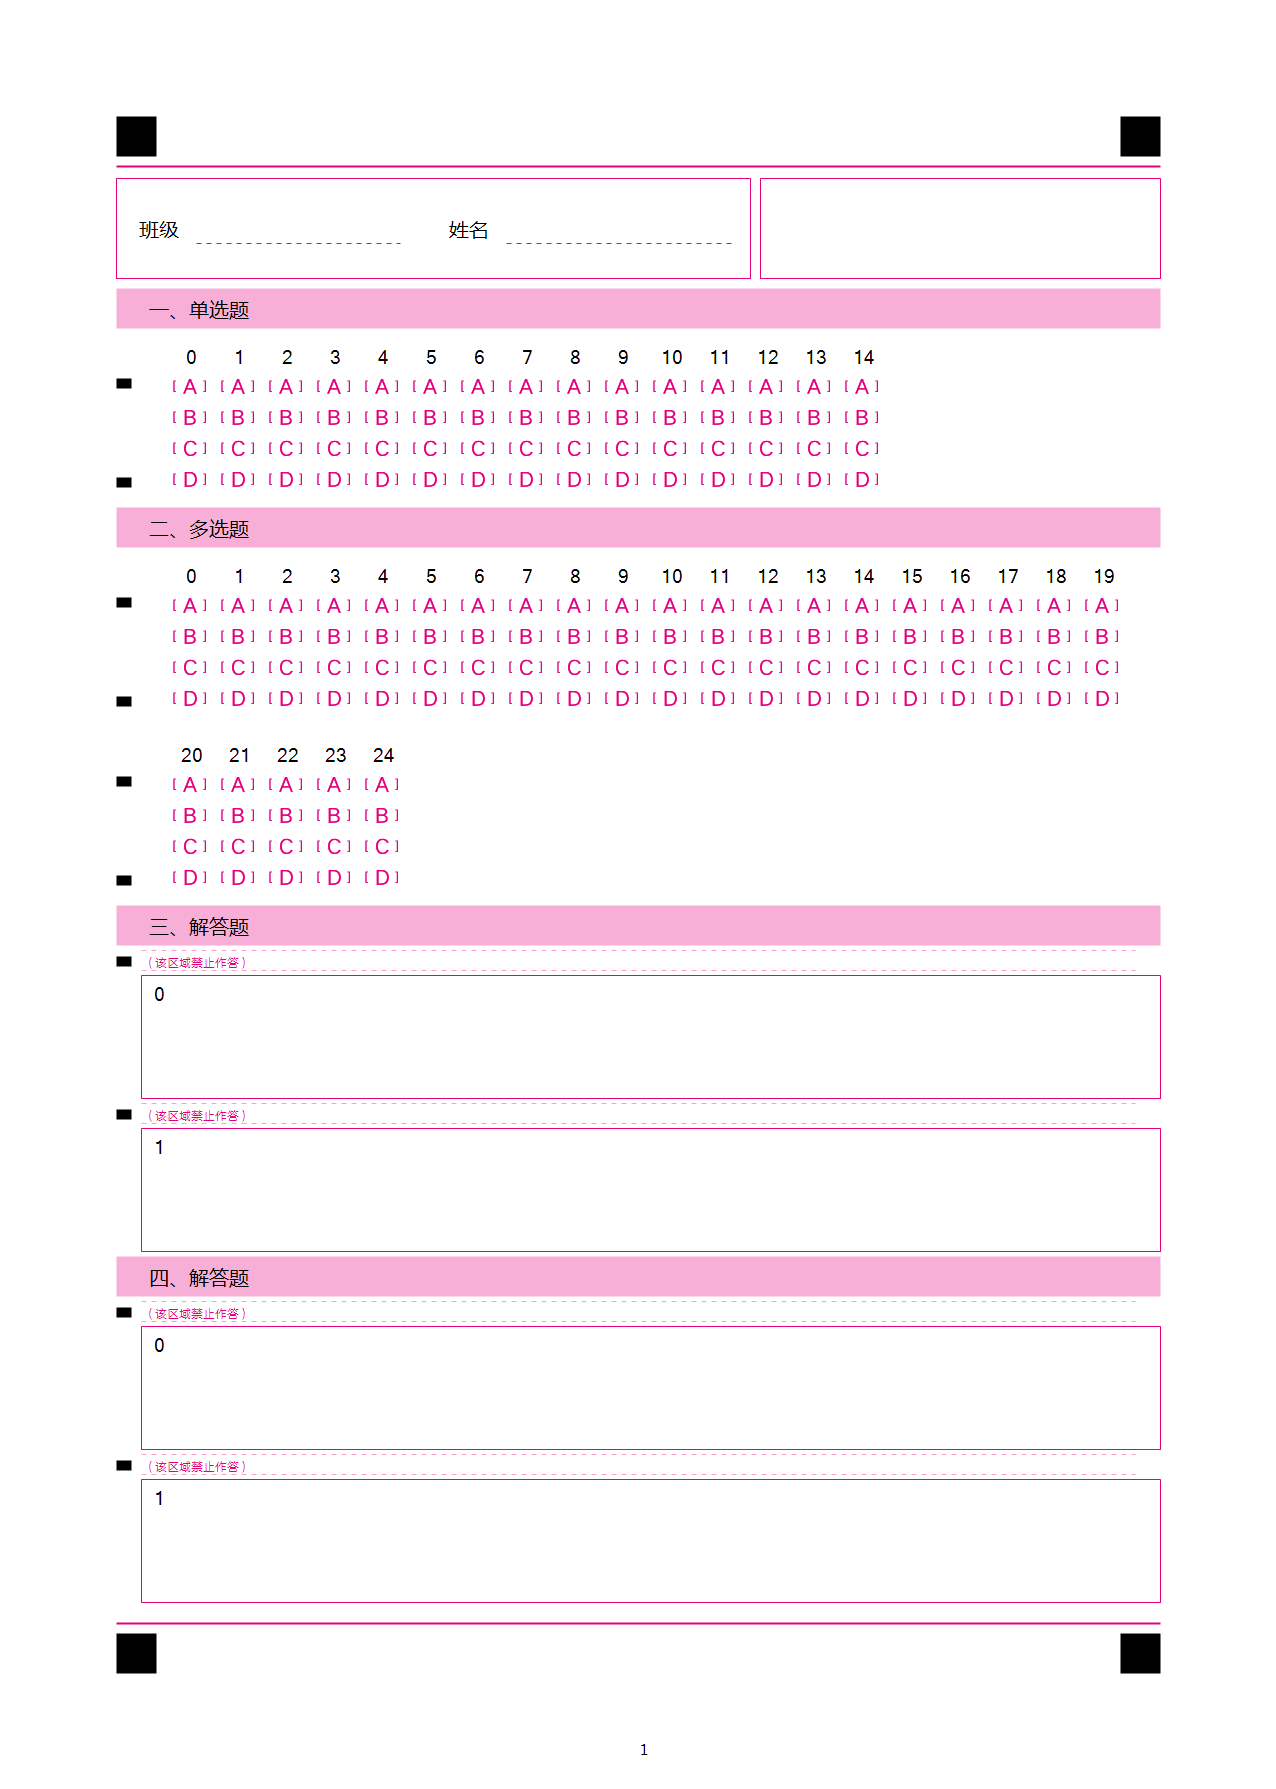 班级 姓名
一、单选题
0 1 2 3 4 5 6 7 8 9 10 11 12 13 14
[ A ] [ A ] [ A ] [ A ] [ A ] [ A ] [ A ] [ A ] [ A ] [ A ] [ A ] [ A ] [ A ] [ A ] [ A ]
[ B ] [ B ] [ B ] [ B ] [ B ] [ B ] [ B ] [ B ] [ B ] [ B ] [ B ] [ B ] [ B ] [ B ] [ B ]
[ C ] [ C ] [ C ] [ C ] [ C ] [ C ] [ C ] [ C ] [ C ] [ C ] [ C ] [ C ] [ C ] [ C ] [ C ]
[ D ] [ D ] [ D ] [ D ] [ D ] [ D ] [ D ] [ D ] [ D ] [ D ] [ D ] [ D ] [ D ] [ D ] [ D ]
二、多选题
0 1 2 3 4 5 6 7 8 9 10 11 12 13 14 15 16 17 18 19
[ A ] [ A ] [ A ] [ A ] [ A ] [ A ] [ A ] [ A ] [ A ] [ A ] [ A ] [ A ] [ A ] [ A ] [ A ] [ A ] [ A ] [ A ] [ A ] [ A ]
[ B ] [ B ] [ B ] [ B ] [ B ] [ B ] [ B ] [ B ] [ B ] [ B ] [ B ] [ B ] [ B ] [ B ] [ B ] [ B ] [ B ] [ B ] [ B ] [ B ]
[ C ] [ C ] [ C ] [ C ] [ C ] [ C ] [ C ] [ C ] [ C ] [ C ] [ C ] [ C ] [ C ] [ C ] [ C ] [ C ] [ C ] [ C ] [ C ] [ C ]
[ D ] [ D ] [ D ] [ D ] [ D ] [ D ] [ D ] [ D ] [ D ] [ D ] [ D ] [ D ] [ D ] [ D ] [ D ] [ D ] [ D ] [ D ] [ D ] [ D ]
20 21 22 23 24
[ A ] [ A ] [ A ] [ A ] [ A ]
[ B ] [ B ] [ B ] [ B ] [ B ]
[ C ] [ C ] [ C ] [ C ] [ C ]
[ D ] [ D ] [ D ] [ D ] [ D ]
三、解答题
（该区域禁止作答）
0
（该区域禁止作答）
1
四、解答题
（该区域禁止作答）
0
（该区域禁止作答）
1
1